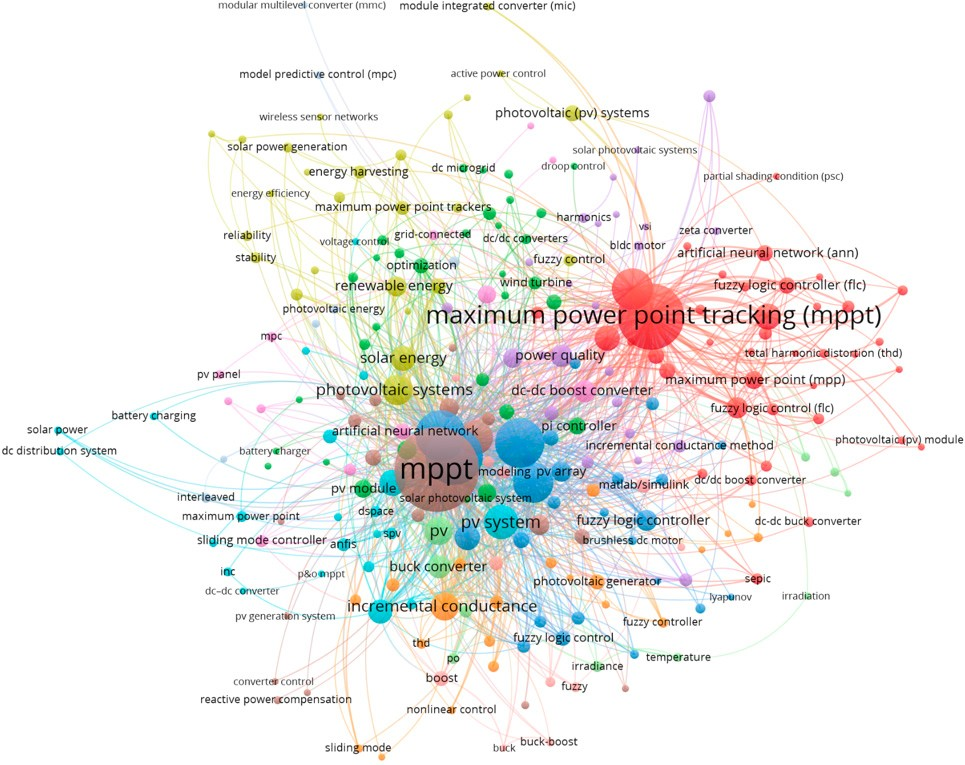 modular multilevel converter (mmc)
module integrated converter (mic)
model predictive control (mpc)
active power control
wireless sensor networks
photovoltaic (pv) systems
solar power generation
solar photovoltaic systems
energy harvesting
dc microgrid
droop control
partial shading condition (psc)
energy efficiency
maximum power point trackers
harmonics
vsi
zeta converter
reliability
voltage control
grid-connected
dc/dc converters
bldc motor
stability
artificial neural network (ann)
optimization
fuzzy control
renewable energy
wind turbine
fuzzy logic controller (flc)
photovoltaic energy
maximum power point tracking (mppt)
mpc
solar energy
power quality
total harmonic distortion (thd)
pv panel
photovoltaic systems
dc-dc boost converter
maximum power point (mpp)
battery charging
fuzzy logic control (flc)
solar power
artificial neural network
pi controller
photovoltaic (pv) module
dc distribution system
battery charger
incremental conductance method
mppt
modeling
pv array
pv module
solar photovoltaic system
matlab/simulink
dc/dc boost converter
interleaved
dspace
maximum power point
pv
pv system
fuzzy logic controller
dc-dc buck converter
sliding mode controller
anfis
spv
brushless dc motor
inc
p&o mppt
buck converter
photovoltaic generator
sepic
dc–dc converter
lyapunov
irradiation
pv generation system
incremental conductance
fuzzy controller
thd
fuzzy logic control
po
irradiance
temperature
converter control
boost
fuzzy
reactive power compensation
nonlinear control
sliding mode
buck
buck-boost